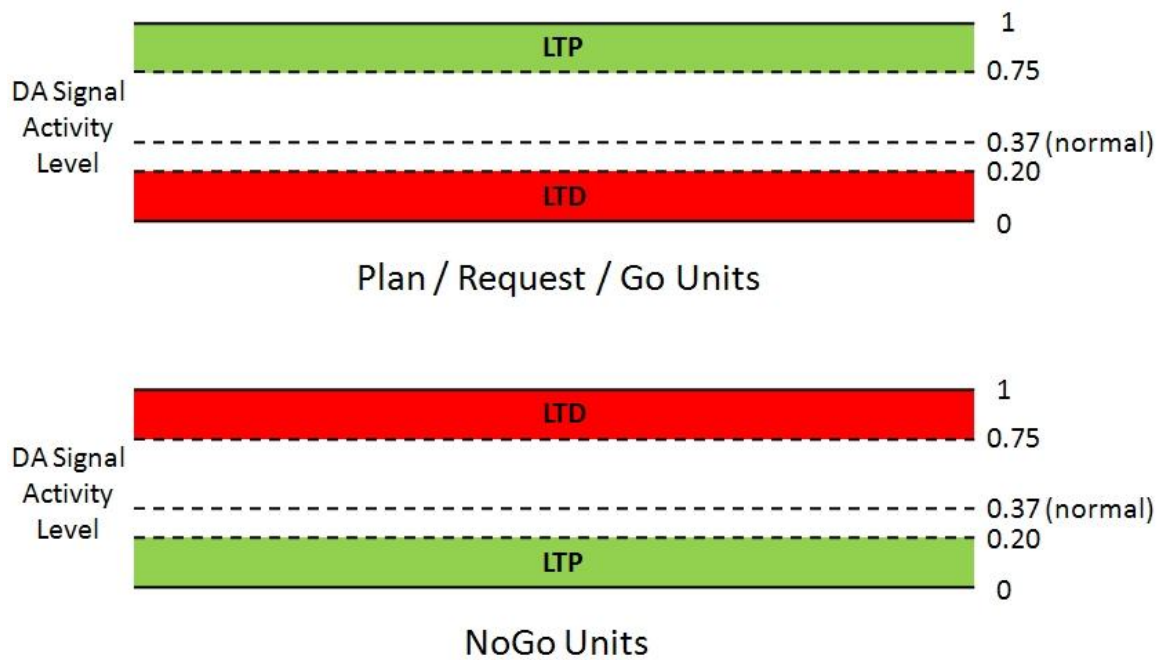 1
LTP
0.75
DA Signal
Activity
Level
0.37 (normal)
0.20
LTD
0
Plan / Request / Go Units
1
LTD
0.75
DA Signal
Activity
Level
0.37 (normal)
0.20
LTP
0
NoGo Units